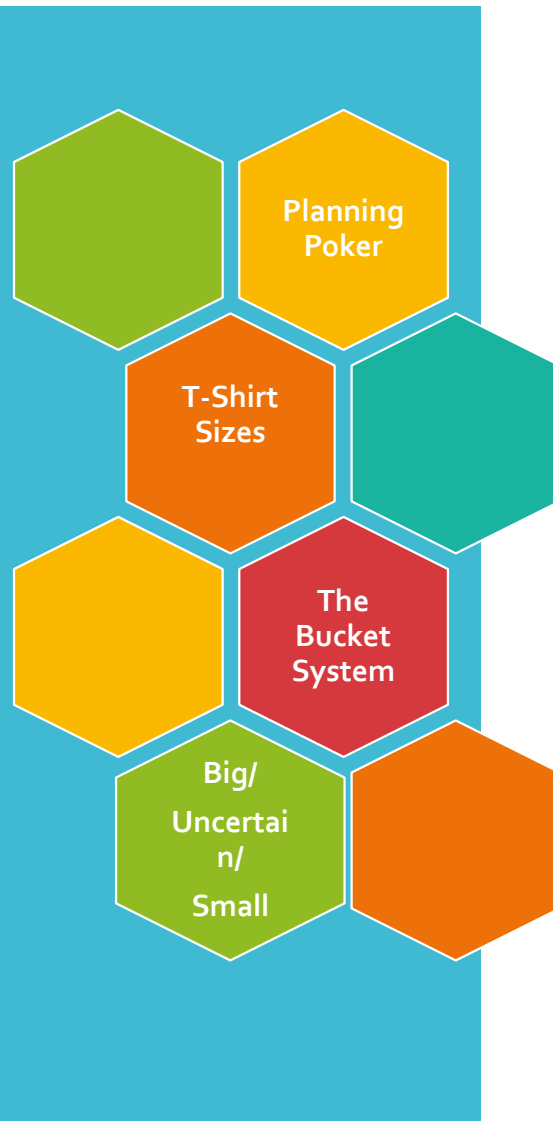 Planning
Poker
T-Shirt
Sizes
The
Bucket
System
Big/
Uncertai
n/
Small